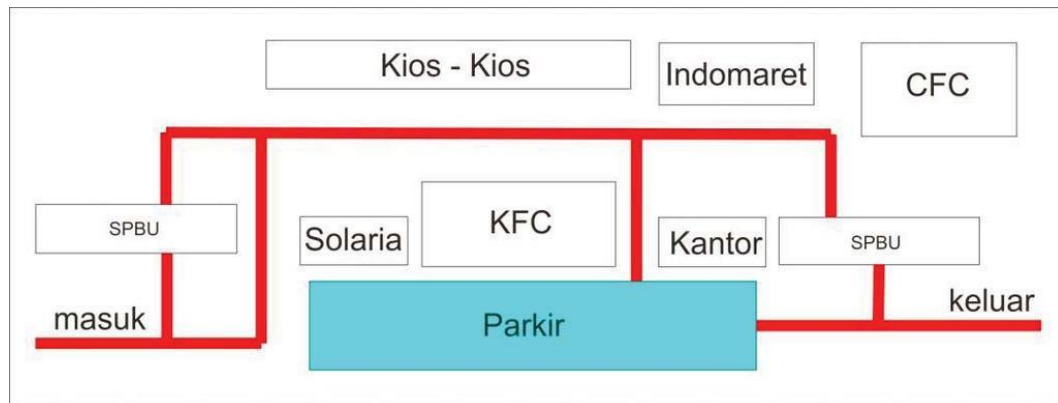 Kios - Kios
Indomaret
CFC
SPBU
Solaria
KFC
Kantor
SPBU
masuk
Parkir
keluar